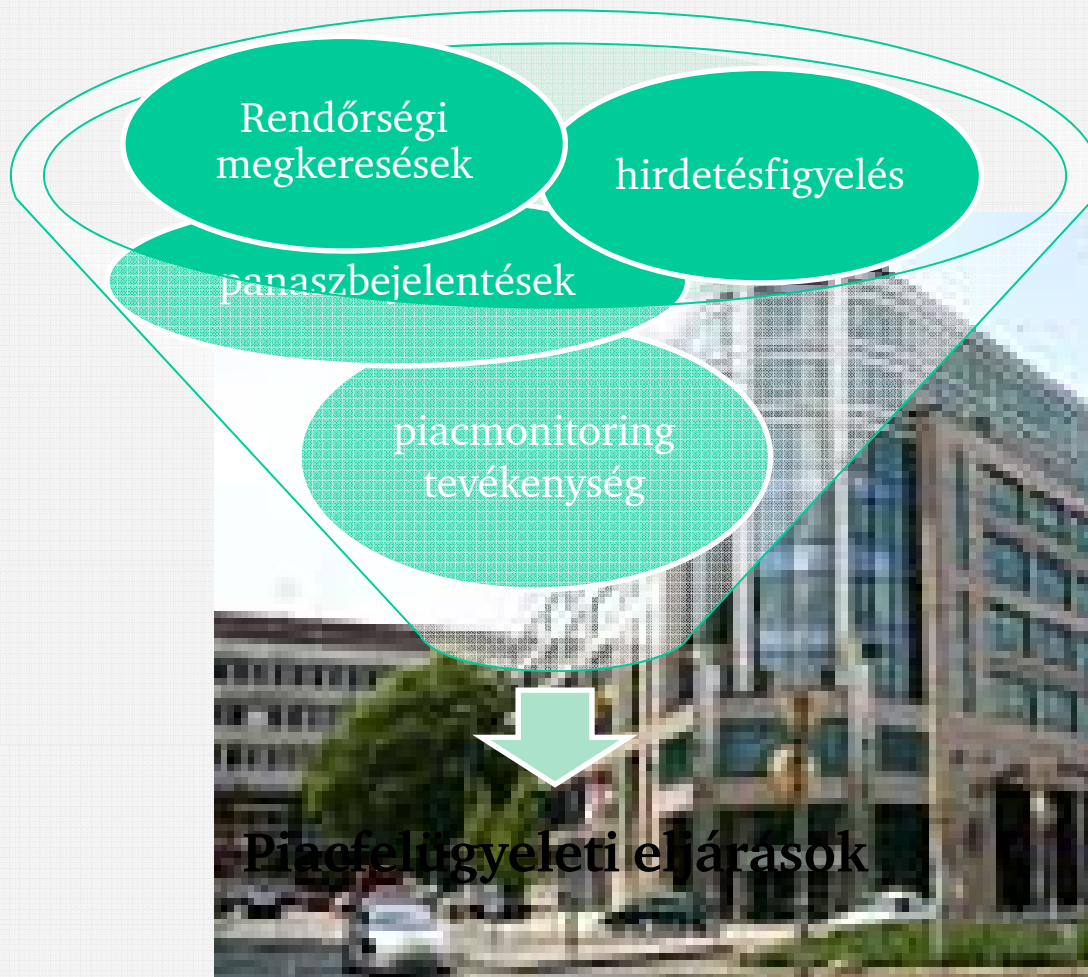 Rendőrségi
megkeresések
hirdetésfigyelés
panaszbejelentések
piacmonitoring
tevékenység
Piacfelügyeleti eljárások